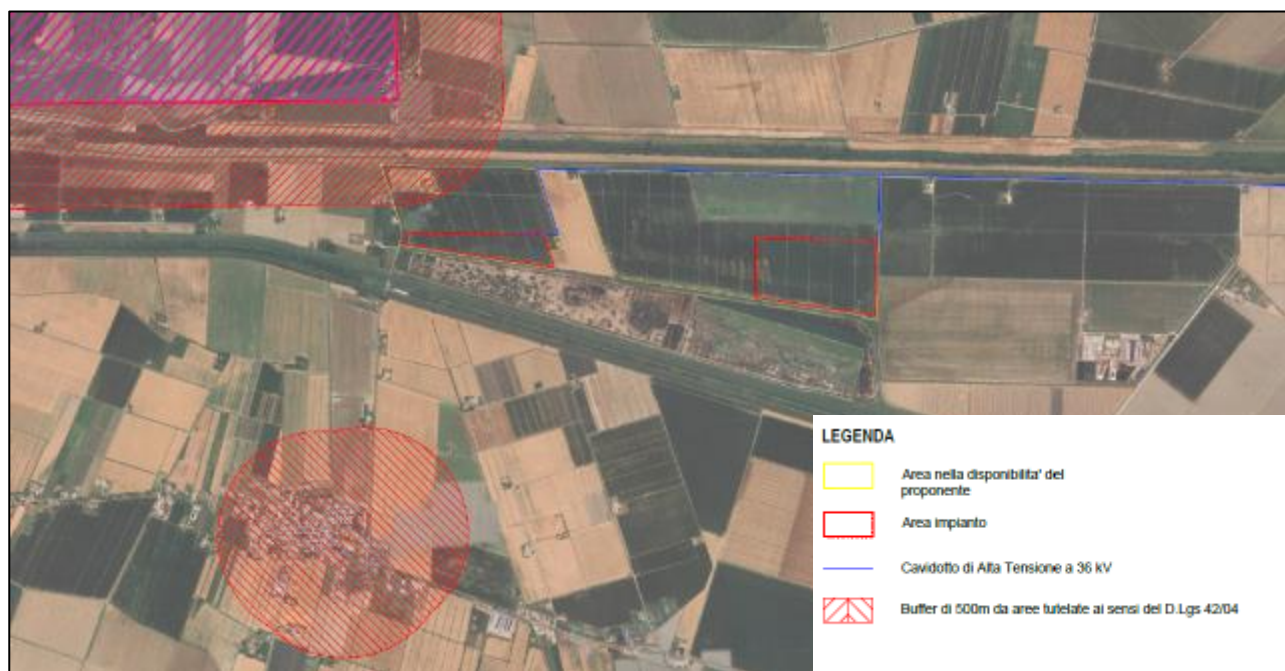 LEGENDA
Area nella disponibilita' del
proponente
Area impianto
Cavidotto di Alta Tensione a 36 kV
Buffer di 500m da aree tutelate ai sensi del D.Lgs 42/04